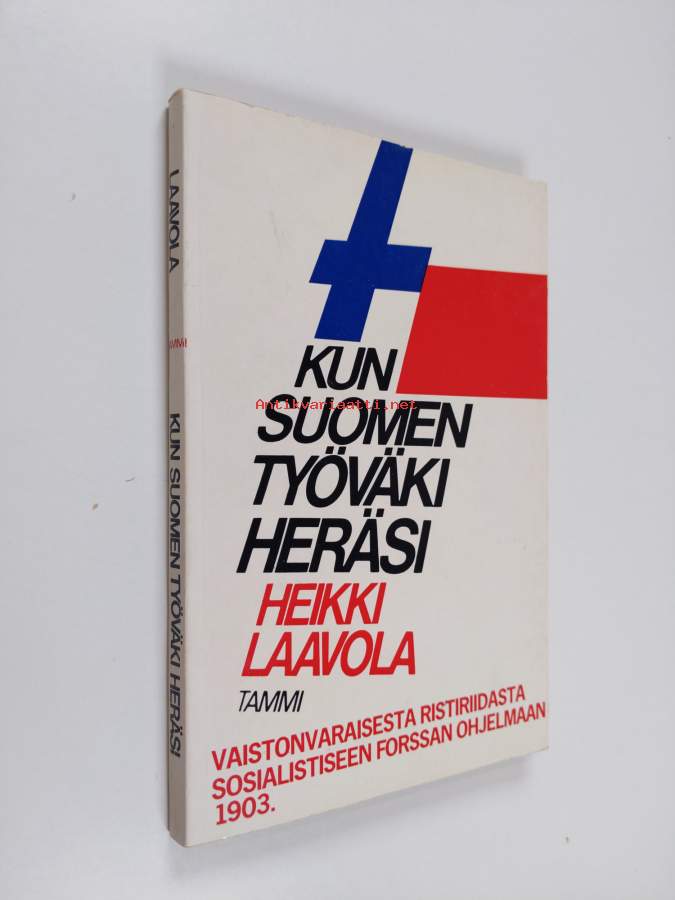 LAAVOLA
TAMMI
KUN SUOMEN TYÖVÄKI HERÄSI
KUN
SUOMEN
TYÖVÄKI
HERÄSI
HEIKKI
LAAVOLA
TAMMI
VAISTONVARAISESTA RISTIRIIDASTA
SOSIALISTISEEN FORSSAN OHJELMAAN
1903.
Antikvariaatti.net